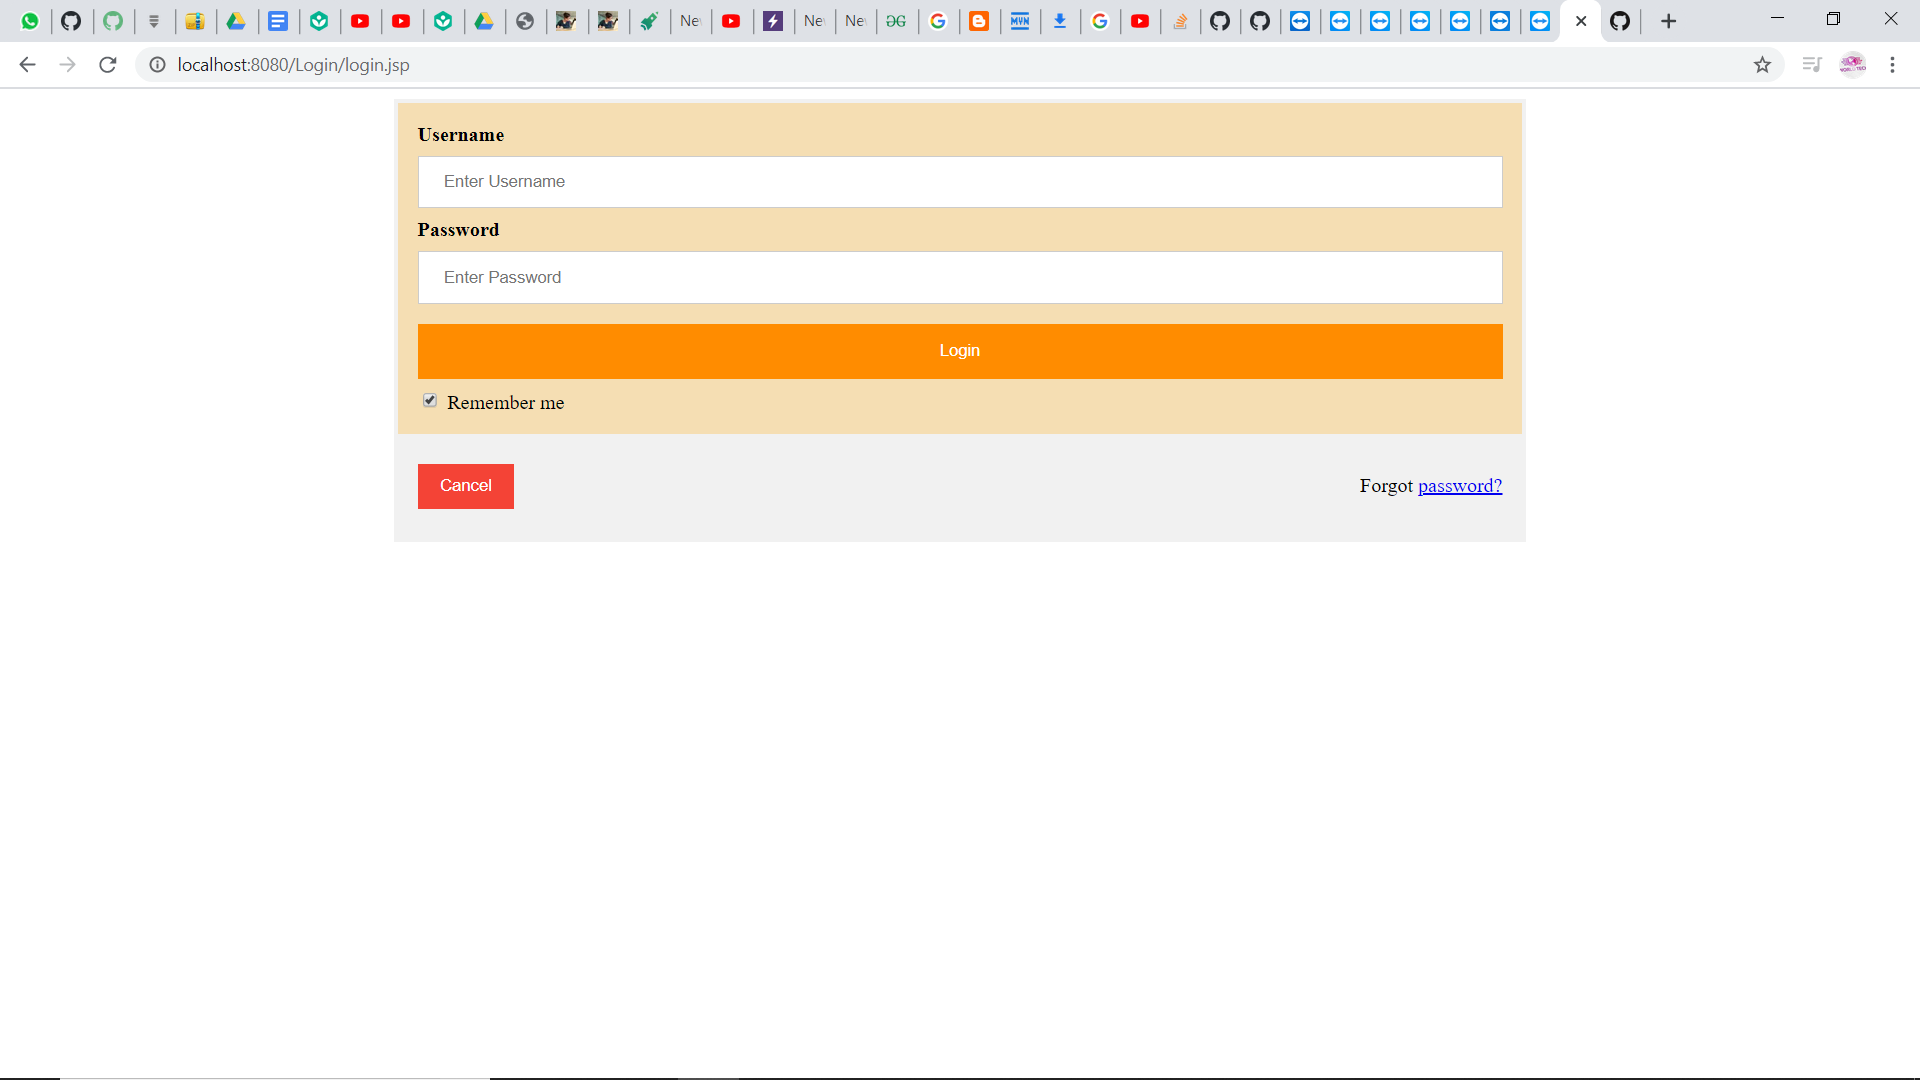 Ne
Ne
Ne
MVN
localhost:8080/Login/login.jsp
Username
Enter Username
Password
Enter Password
Login
Remember me
Cancel
Forgot password?